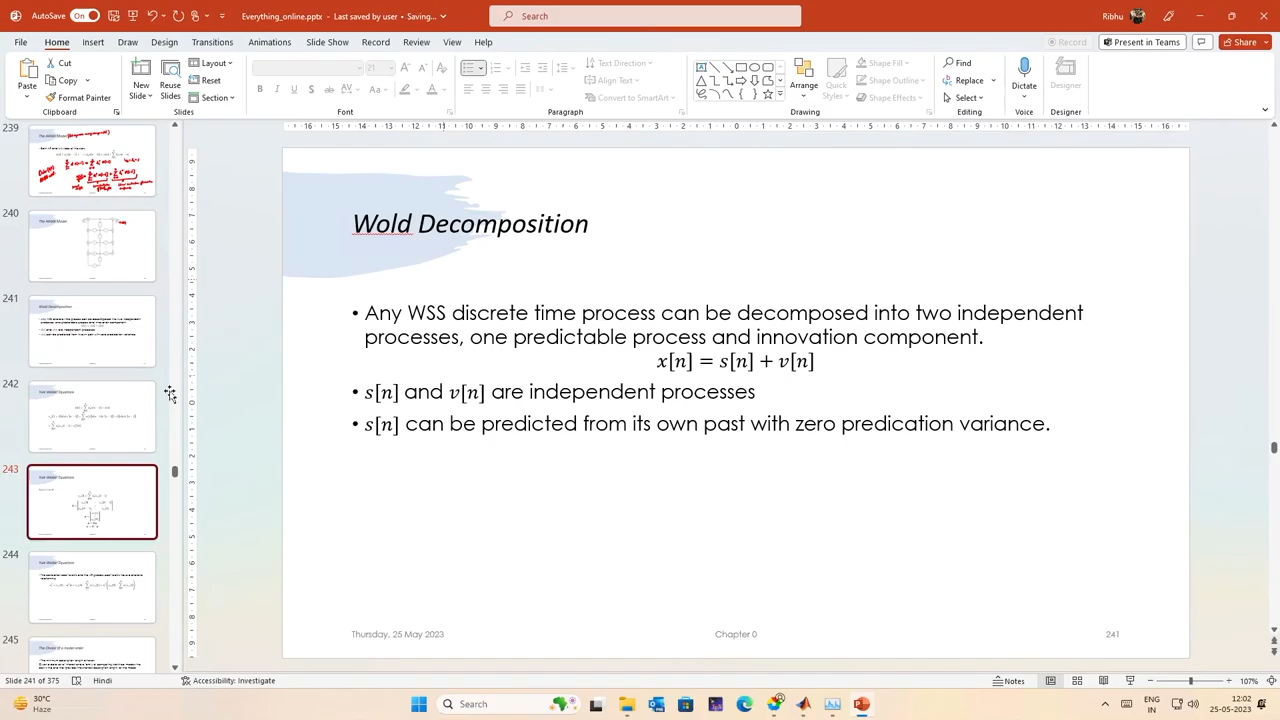 AutoSave On Everything_online.pptx • Last saved by user • Saving... Search Ribhu
File Home Insert Draw Design Transitions Animations Slide Show Record Review View Help Record Present in Teams Share
Paste Cut Copy Format Painter Clipboard
New Slide Reuse Slides Layout Reset Section Slides
Font
Text Direction Align Text Convert to SmartArt Paragraph
Arrange Quick Styles Shape Fill Shape Outline Shape Effects Drawing
Find Replace Select Editing
Dictate Voice
Designer Designer
239
240
241
242
243
244
245
Wold Decomposition
• Any WSS discrete time process can be decomposed into two independent
processes, one predictable process and innovation component.
x[n] = s[n] + v[n]
• s[n] and v[n] are independent processes
• s[n] can be predicted from its own past with zero predication variance.
Thursday, 25 May 2023 Chapter 0 241
Slide 241 of 375 Hindi Accessibility: Investigate Notes 107%
30°C
Haze
Search
ENG
IN
12:02
25-05-2023